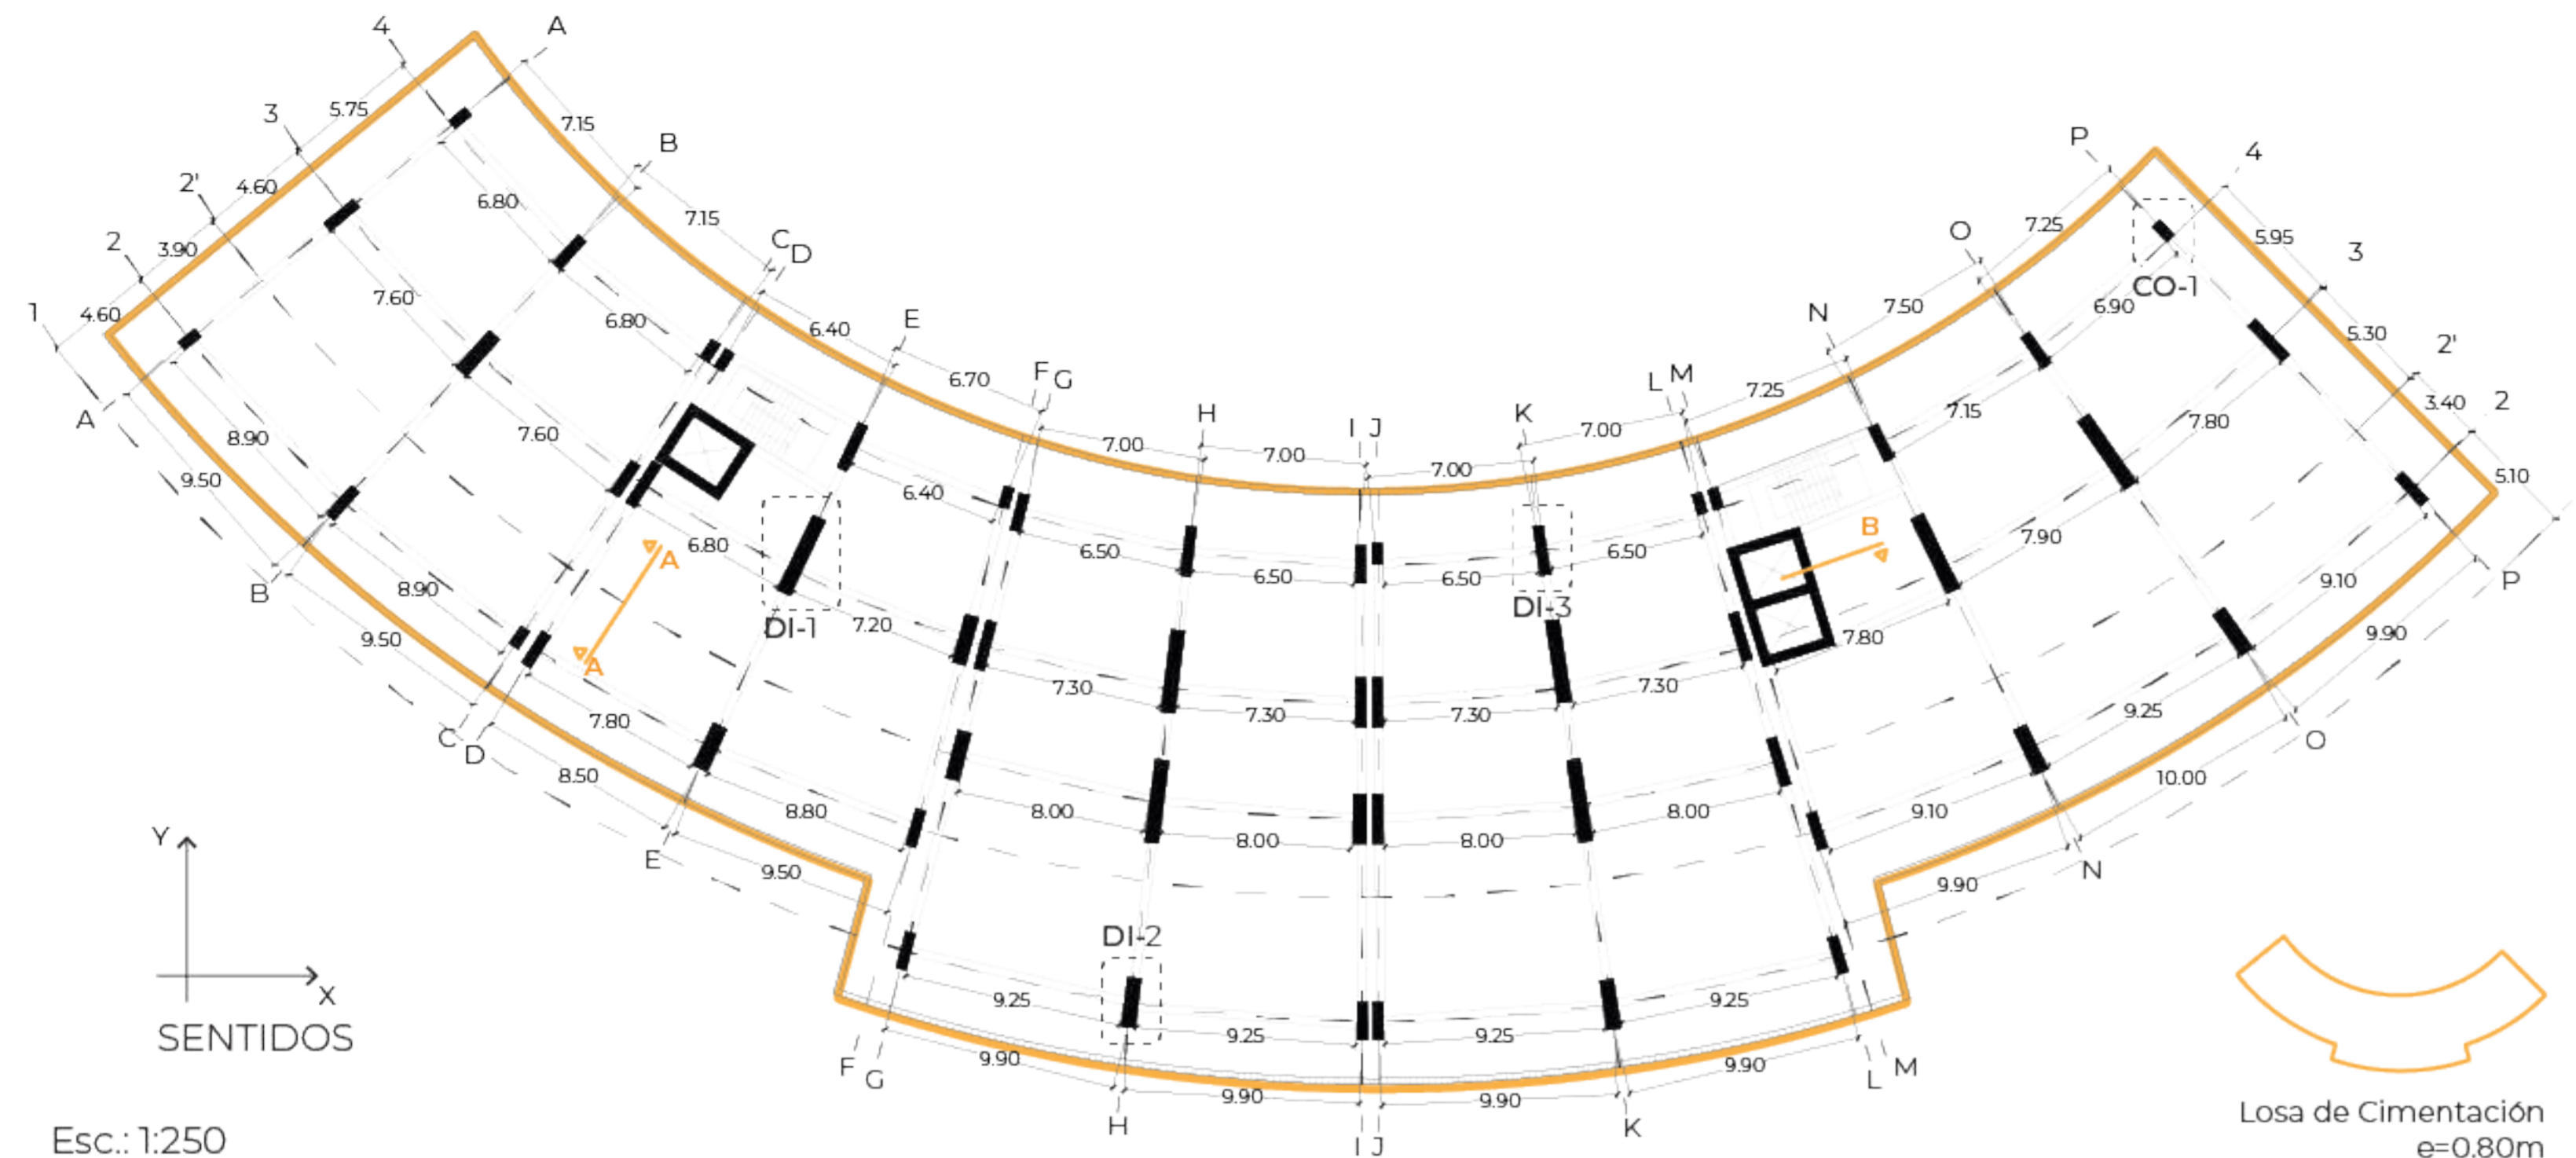 4
A
5.75
7.15
3
B
2'
4.60
6.80
7.15
2
3.90
C
D
1
4.60
7.60
6.80
6.40
E
A
8.90
7.60
6.70
F G
9.50
6.80
A
6.40
7.00
H
7.00
I J
K
7.00
7.00
L M
7.25
N
7.50
O
7.25
P
4
5.95
3
CO-1
6.90
5.30
2'
7.15
7.80
3.40
2
5.10
B
8.90
DI-1
7.20
6.50
6.50
6.50
DI-3
6.50
B
7.90
9.10
P
9.50
A
7.80
7.30
7.30
7.30
7.30
7.80
9.25
9.90
O
C D
8.50
8.80
8.00
8.00
8.00
8.00
9.10
10.00
E
9.50
9.90
N
DI-2
9.25
9.25
9.25
9.25
F G
9.90
9.90
9.90
9.90
L M
H
I J
K
Y
X
SENTIDOS
Esc.: 1:250
Losa de Cimentación
e=0.80m